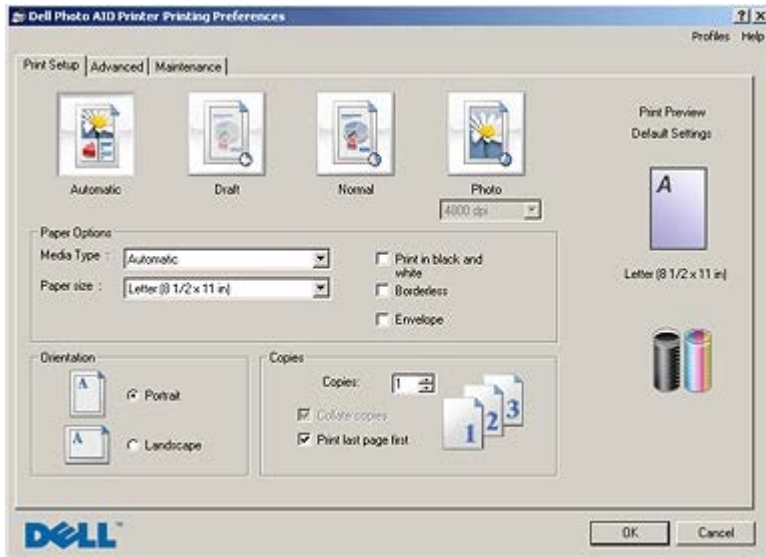 Dell Photo AIO Printer Printing Preferences
Profiles Help
Print Setup Advanced Maintenance
Automatic
Draft
Normal
Photo
4800 dpi
Print Preview
Default Settings
A
Letter (8 1/2 x 11 in)
Paper Options
Media Type : Automatic
Paper size : Letter (8 1/2 x 11 in)
Print in black and
white
Borderless
Envelope
Orientation
A
Portrait
A
Landscape
Copies
Copies: 1
Collate copies
Print last page first
1 2 3
DELL™
OK Cancel